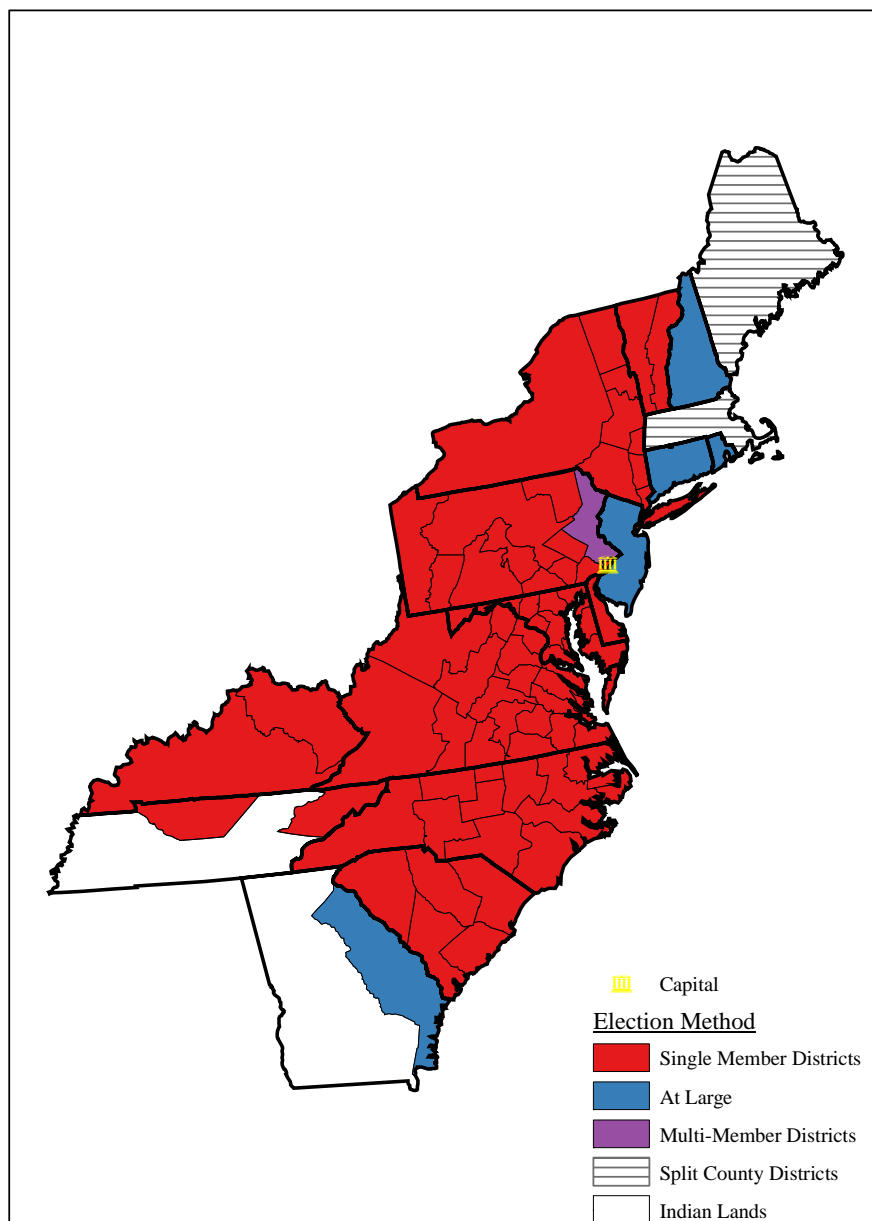 Capital
Election Method
Single Member Districts
At Large
Multi-Member Districts
Split County Districts
Indian Lands